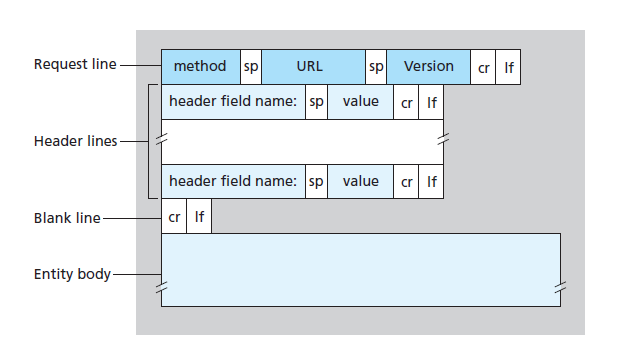 Request line method sp URL sp Version cr lf
header field name: sp value cr lf
Header lines
header field name: sp value cr lf
Blank line cr lf
Entity body